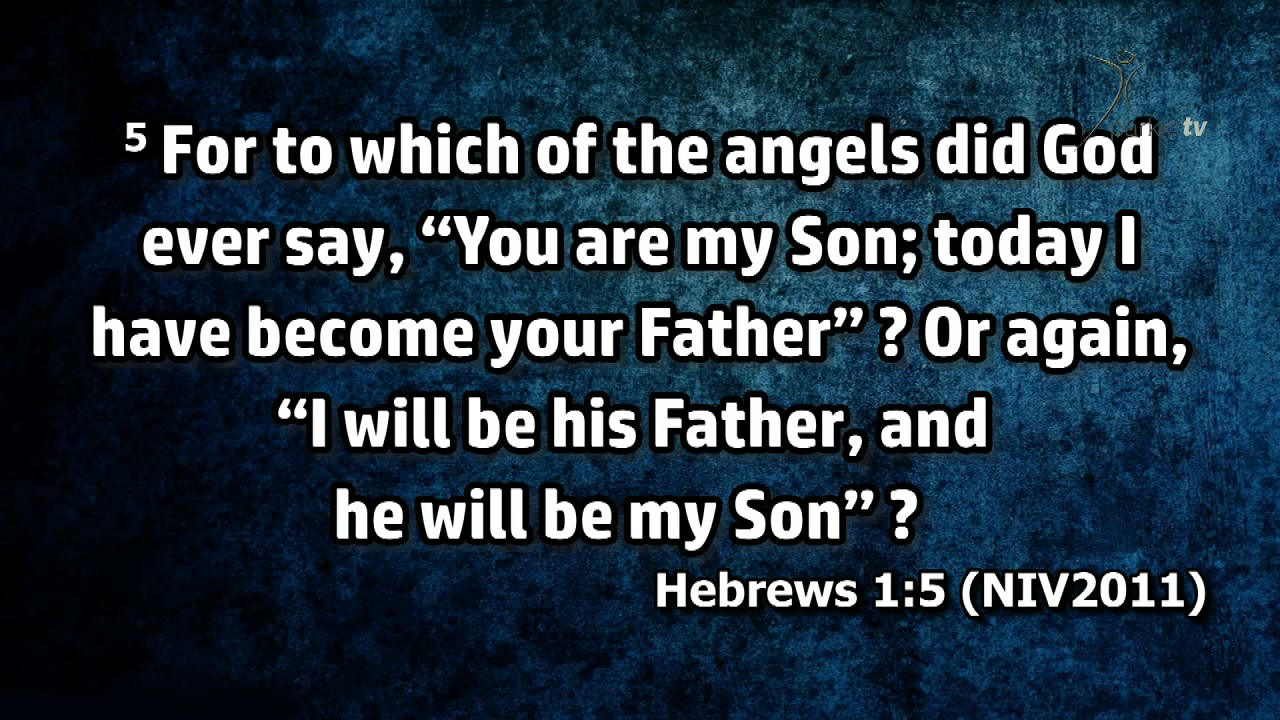 ⁵ For to which of the angels did God
ever say, “You are my Son; today I
have become your Father” ? Or again,
“I will be his Father, and
he will be my Son” ?
Hebrews 1:5 (NIV2011)
tv